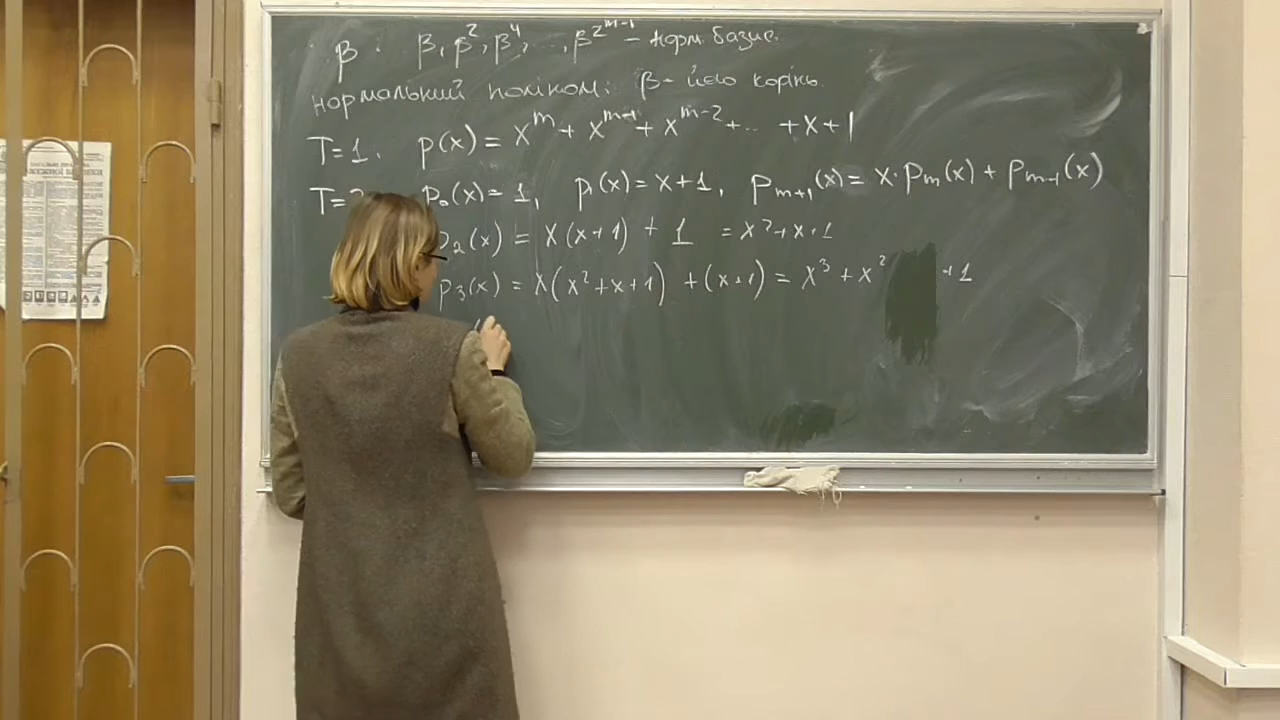 β : β, β², β⁴, ..., β^{2^{m-1}} – норм. базис.
нормальний поліном: β – його корінь.
T=1. p(x) = x^m + x^{m-1} + x^{m-2} + .. + x + 1
T=2 p₀(x) = 1, p₁(x) = x+1, p_{m+1}(x) = x·p_m(x) + p_{m-1}(x)
p₂(x) = x(x+1) + 1 = x²+x+1
p₃(x) = x(x²+x+1) + (x+1) = x³ + x² +1